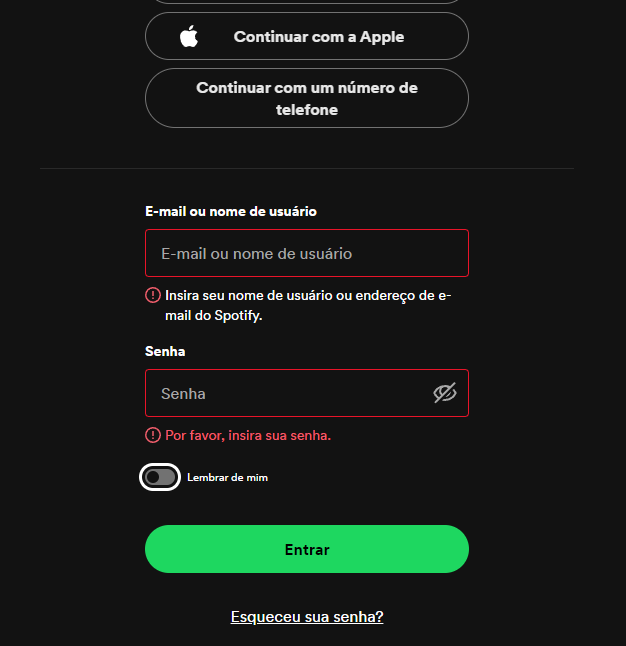 Continuar com a Apple
Continuar com um número de
telefone
E-mail ou nome de usuário
E-mail ou nome de usuário
Insira seu nome de usuário ou endereço de e-
mail do Spotify.
Senha
Senha
Por favor, insira sua senha.
Lembrar de mim
Entrar
Esqueceu sua senha?